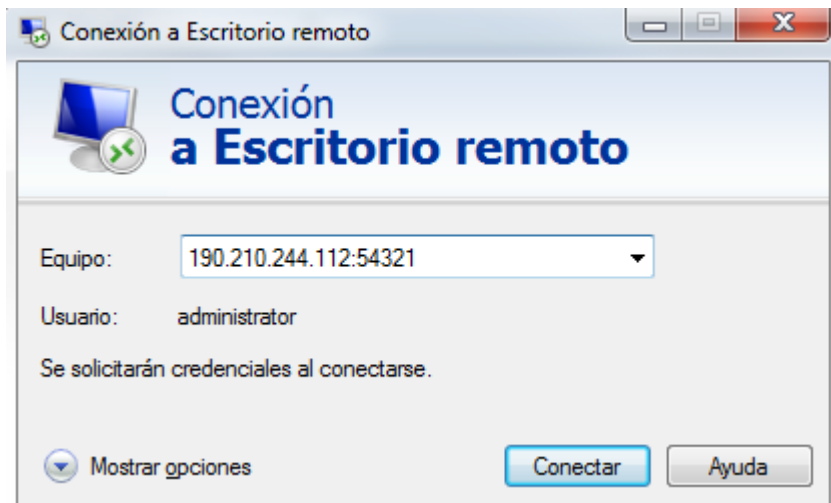 Conexión a Escritorio remoto
Conexión
a Escritorio remoto
Equipo: 190.210.244.112:54321
Usuario: administrator
Se solicitarán credenciales al conectarse.
Mostrar opciones Conectar Ayuda